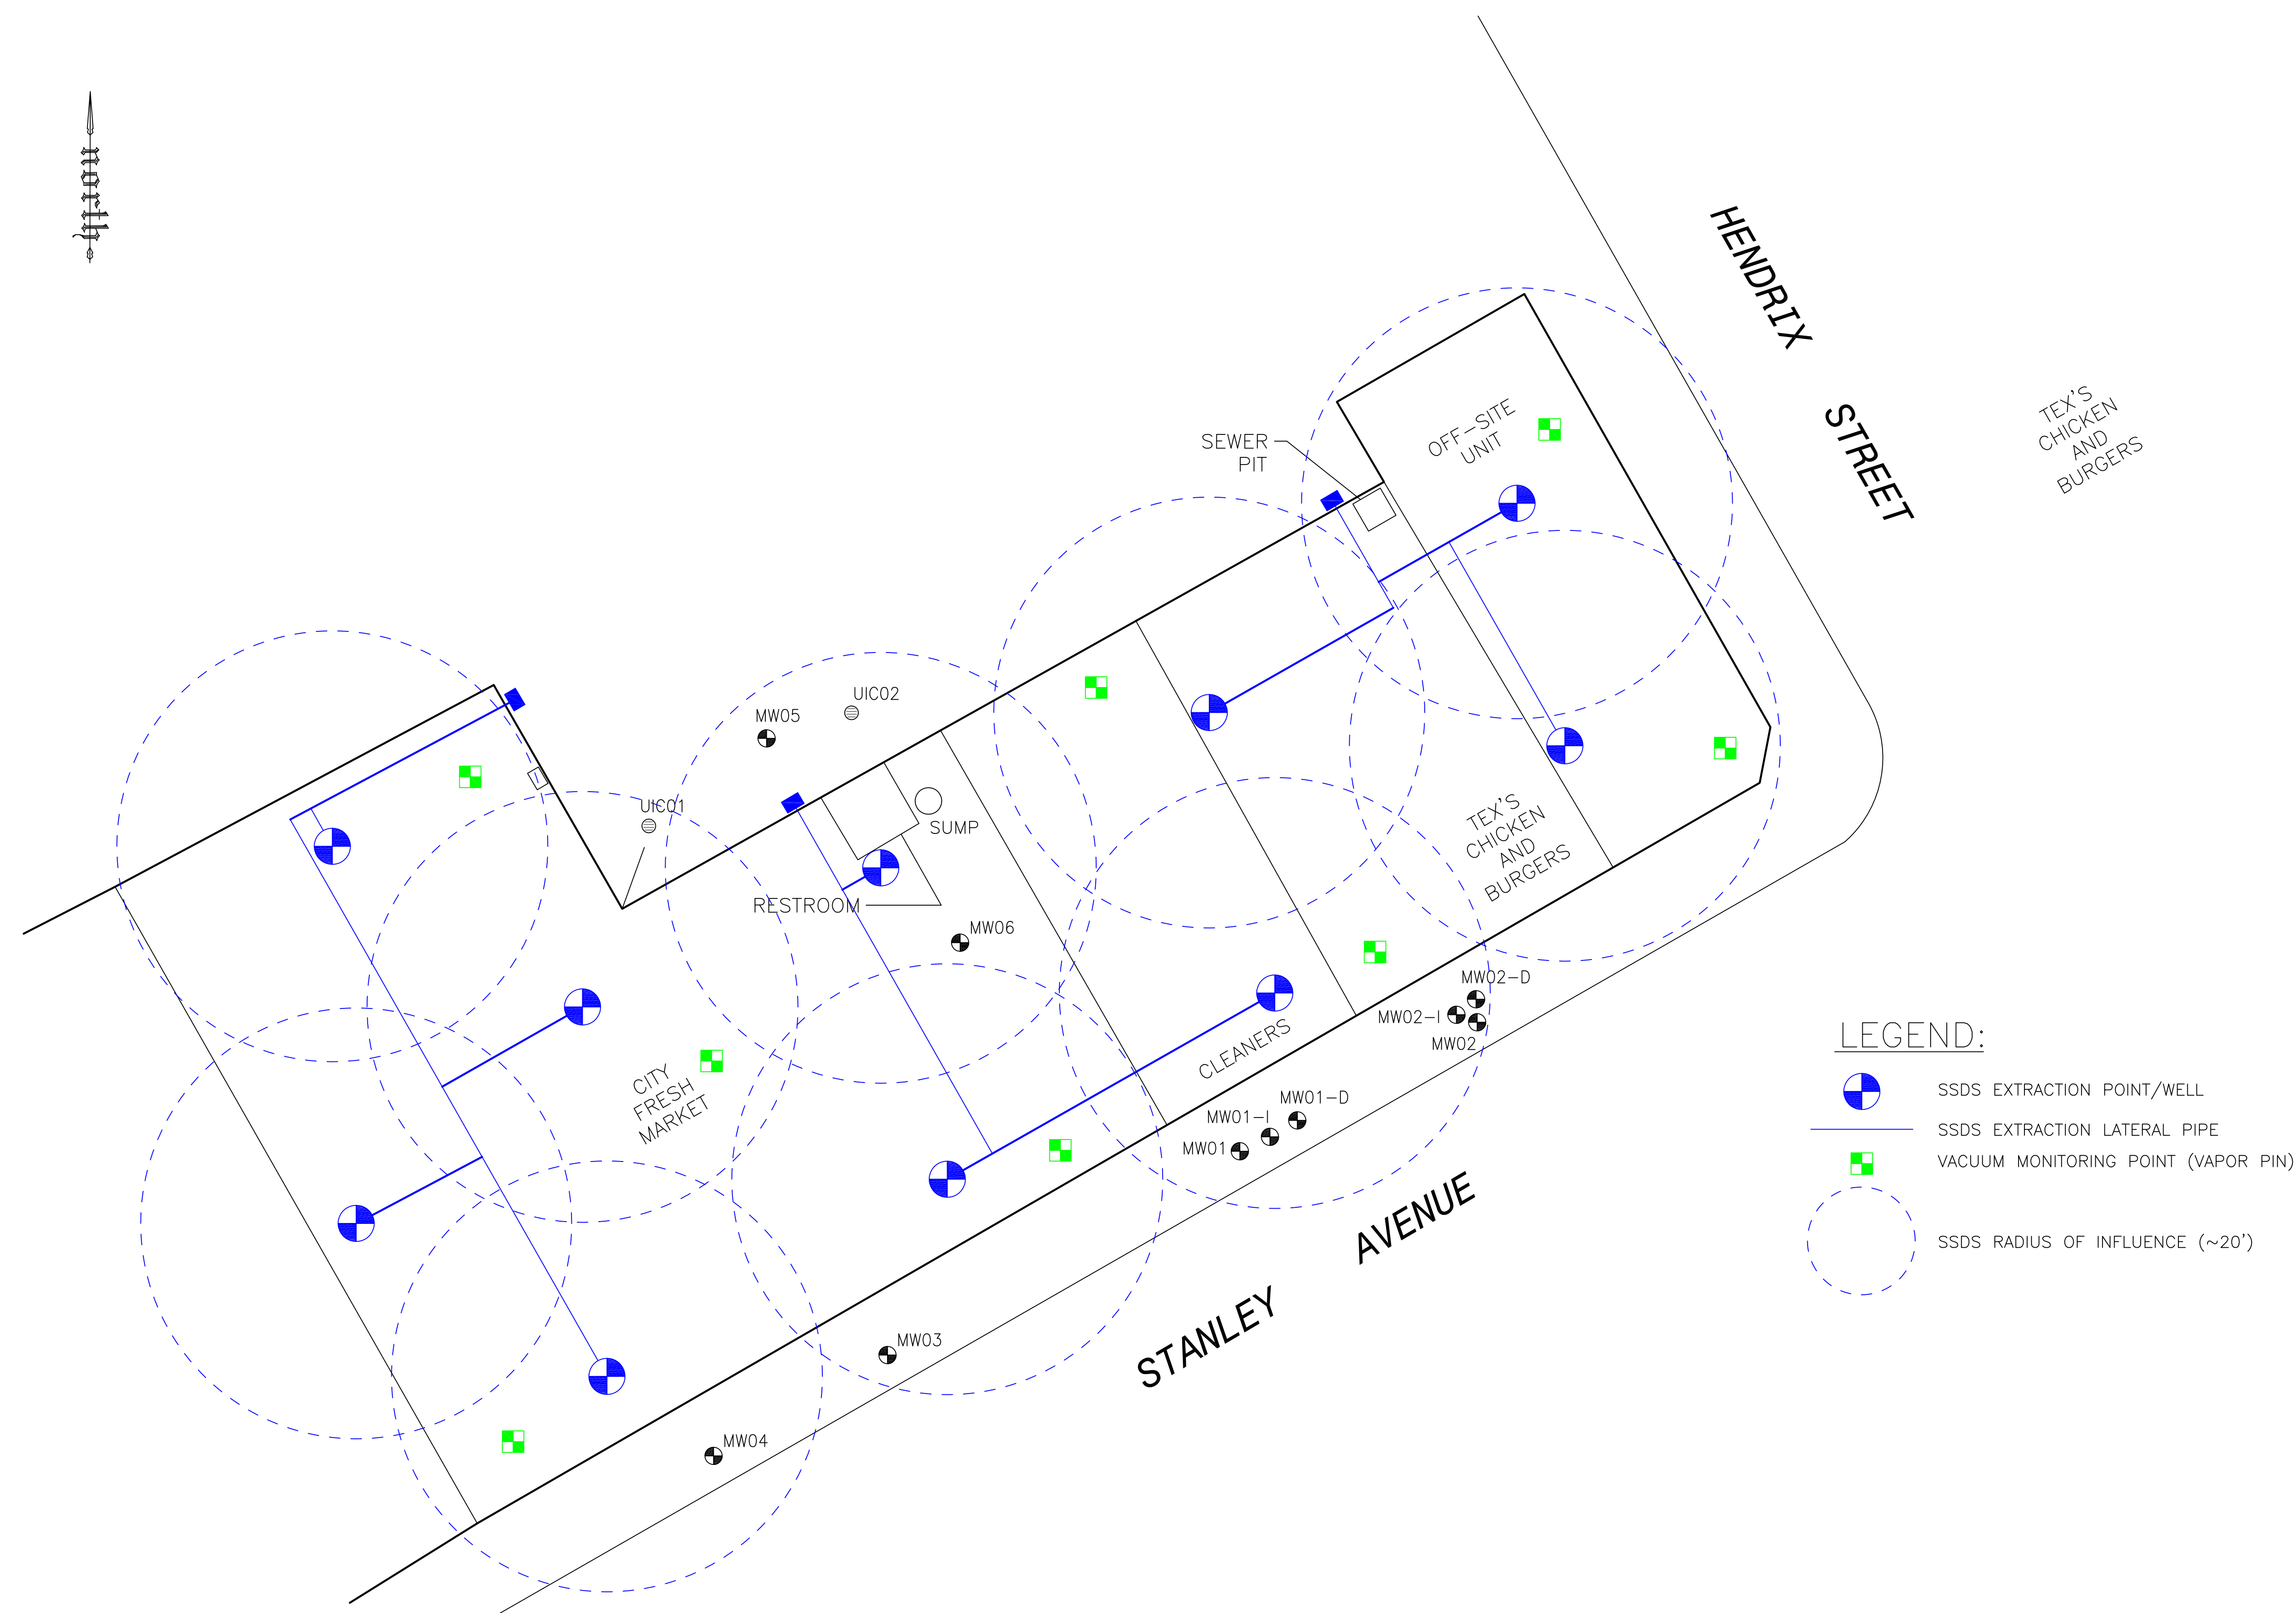 north
HENDRIX
STREET
TEX'S
CHICKEN
AND
BURGERS
OFF-SITE
UNIT
SEWER
PIT
UIC02
MW05
UIC01
SUMP
RESTROOM
MW06
TEX'S
CHICKEN
AND
BURGERS
MW02-D
MW02-I
MW02
CLEANERS
CITY
FRESH
MARKET
MW01-D
MW01-I
MW01
STANLEY
AVENUE
MW03
MW04
LEGEND:
SSDS EXTRACTION POINT/WELL
SSDS EXTRACTION LATERAL PIPE
VACUUM MONITORING POINT (VAPOR PIN)
SSDS RADIUS OF INFLUENCE (~20')